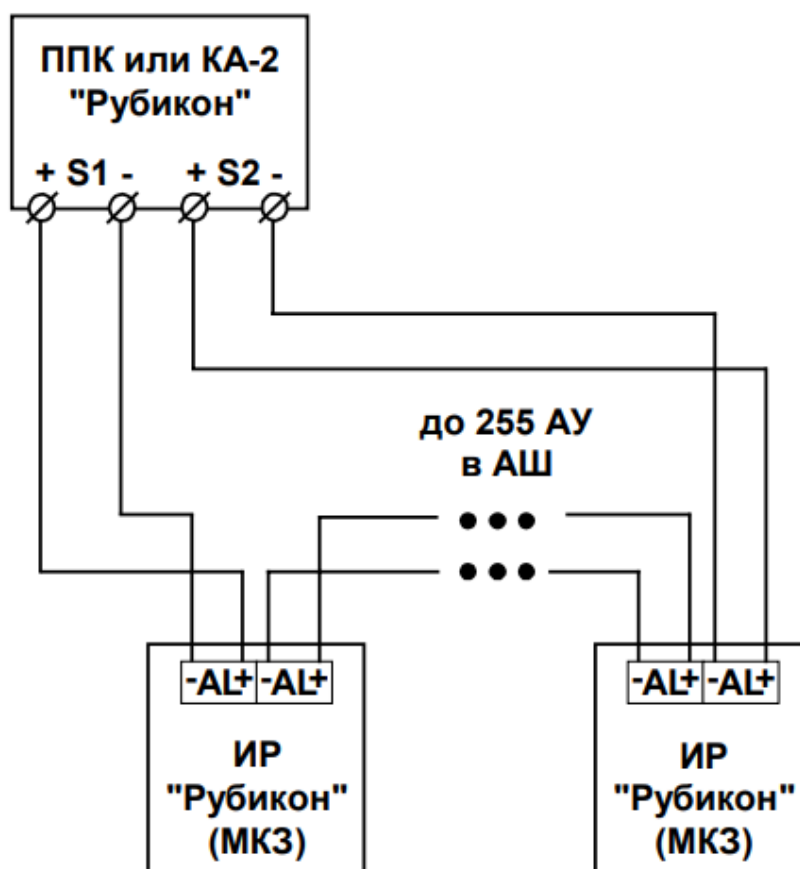 ППК или КА-2
"Рубикон"
+ S1 - + S2 -
до 255 АУ
в АШ
-AL+ -AL+ -AL+ -AL+
ИР
"Рубикон"
(МКЗ)
ИР
"Рубикон"
(МКЗ)